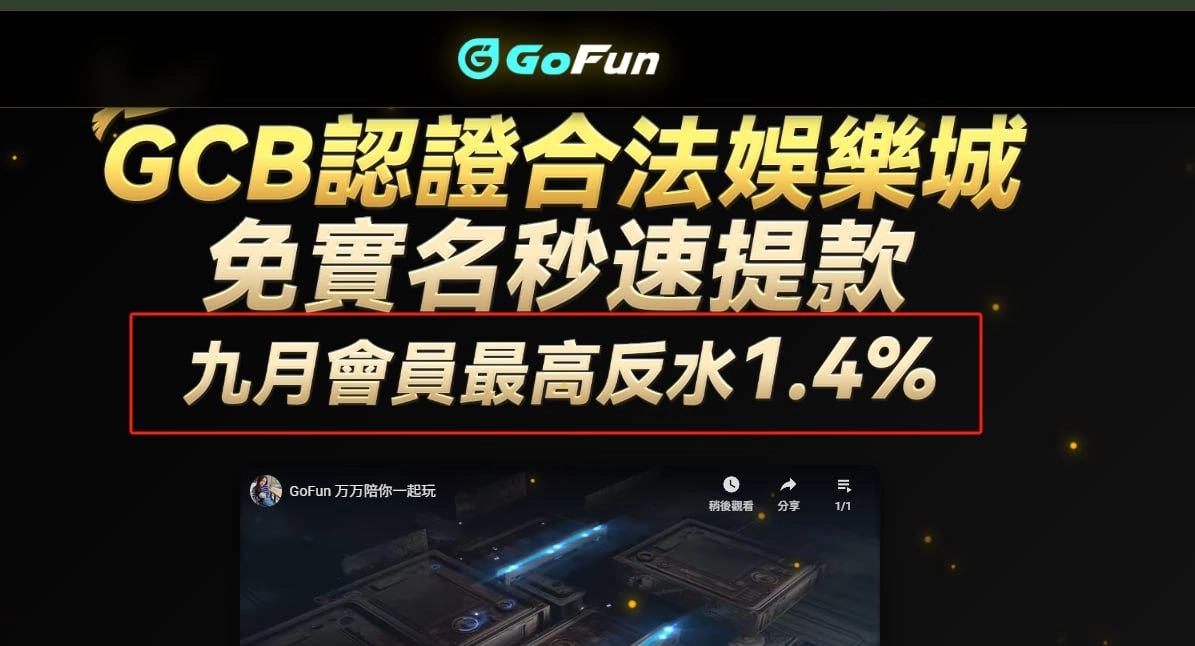 GoFun
GCB認證合法娛樂城
免實名秒速提款
九月會員最高反水1.4%
GoFun 万万陪你一起玩
稍後觀看
分享
1/1